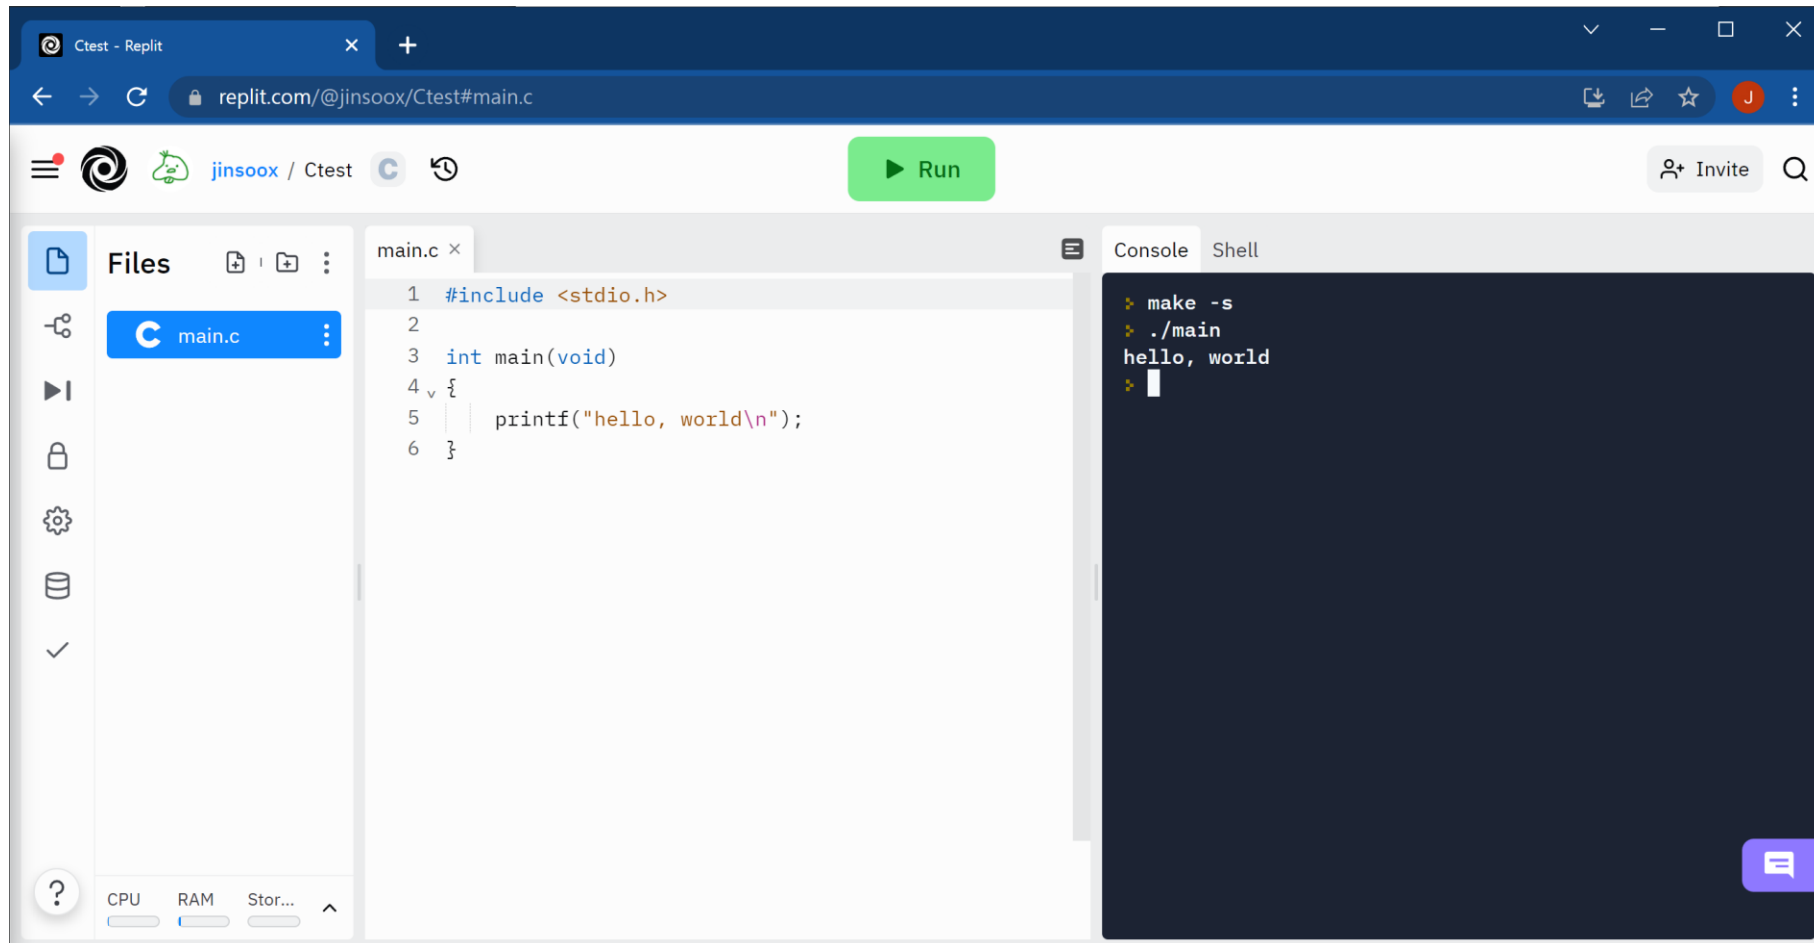 Ctest - Replit
replit.com/@jinsoox/Ctest#main.c
J
jinsoox / Ctest
C
Run
Invite
Files
main.c
main.c
1 #include <stdio.h>
2
3 int main(void)
4 {
5 printf("hello, world\n");
6 }
Console Shell
make -s
./main
hello, world
?
CPU RAM Stor...